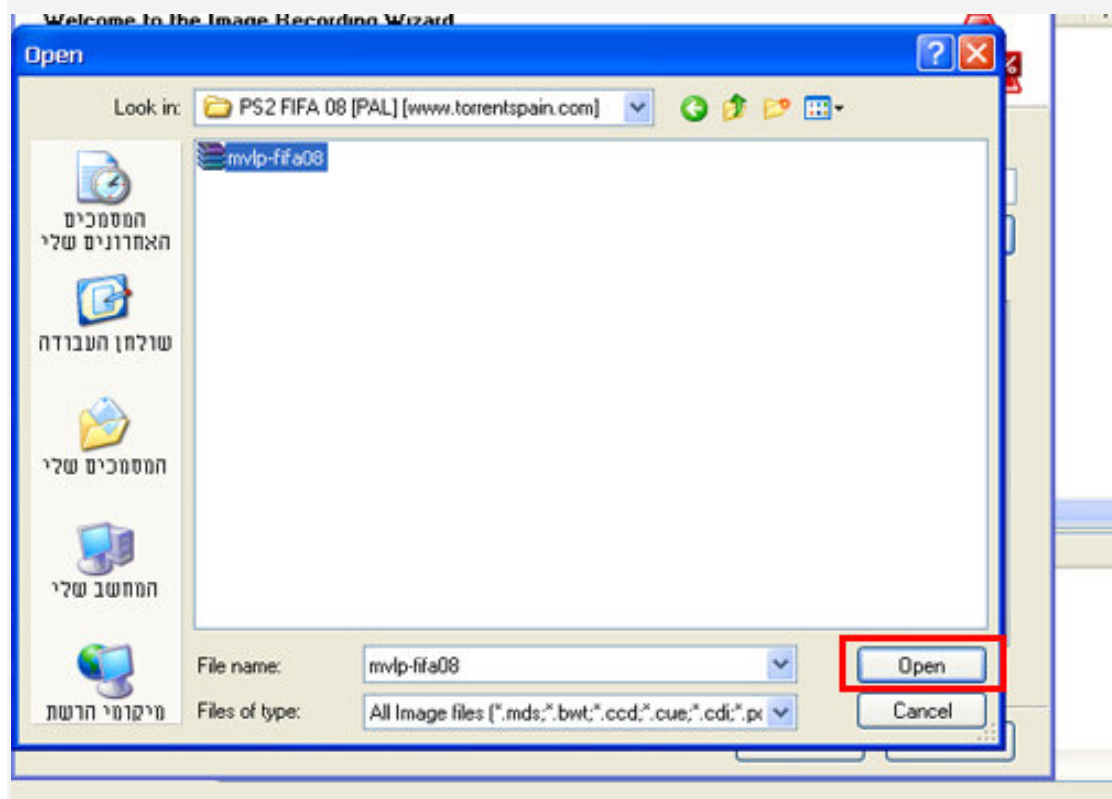 Welcome to the Image Recording Wizard
Open
Look in:
PS2 FIFA 08 [PAL] [www.torrentspain.com]
mvlp-fifa08
המסמכים
האחרונים שלי
שולחן העבודה
המסמכים שלי
המחשב שלי
מיקומי הרשת
File name:
mvlp-fifa08
Open
Files of type:
All Image files (*.mds;*.bwt;*.ccd;*.cue;*.cdi;*.pd
Cancel